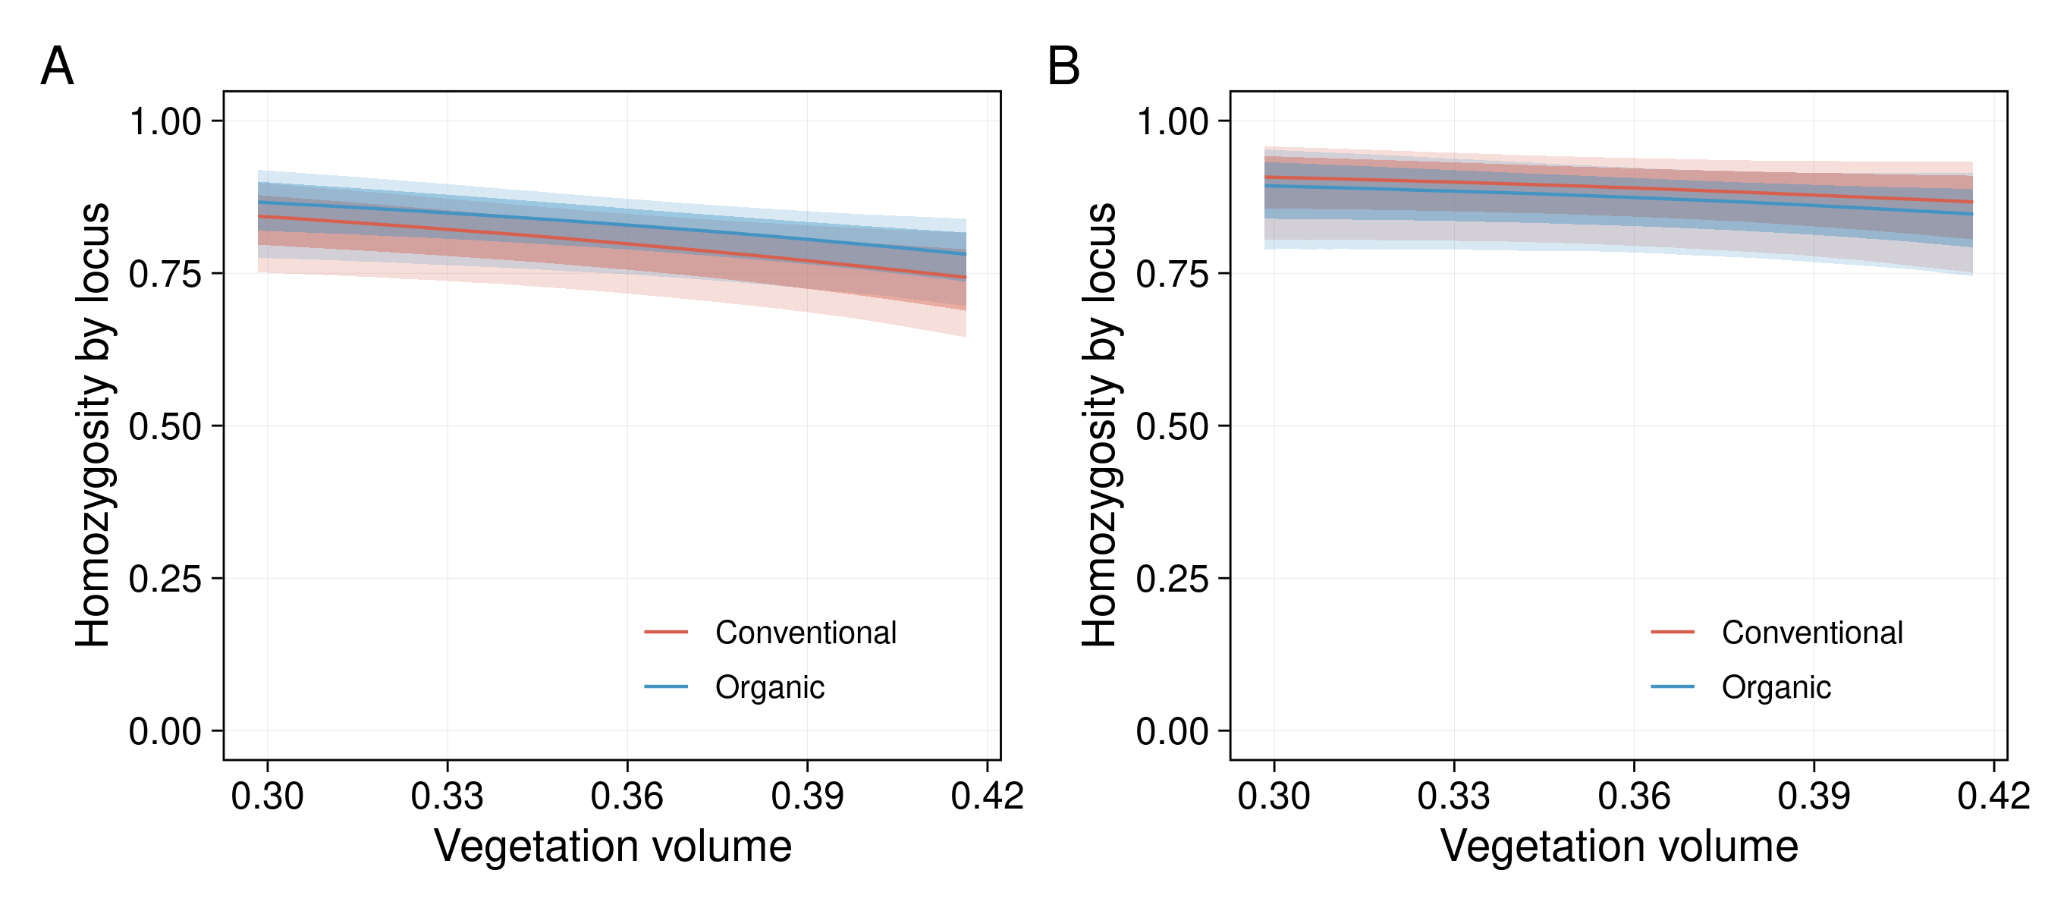 A
Homozygosity by locus
1.00
0.75
0.50
0.25
0.00
Conventional
Organic
0.30 0.33 0.36 0.39 0.42
Vegetation volume
B
Homozygosity by locus
1.00
0.75
0.50
0.25
0.00
Conventional
Organic
0.30 0.33 0.36 0.39 0.42
Vegetation volume